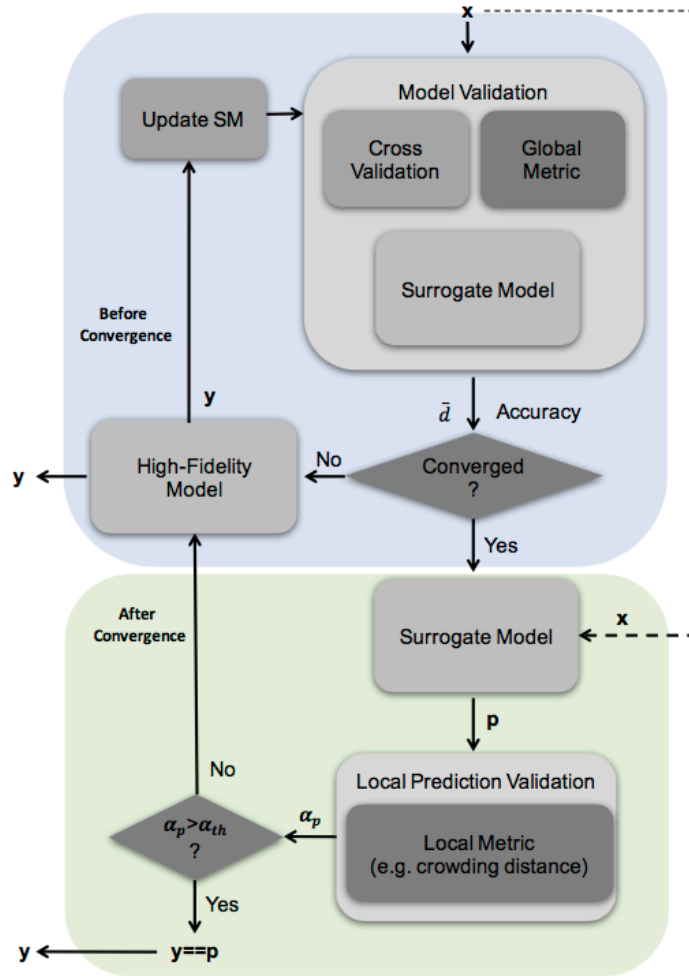 x
Model Validation
Update SM
Cross
Validation
Global
Metric
Surrogate Model
Before
Convergence
y
d̄
Accuracy
High-Fidelity
Model
No
Converged
?
y
Yes
After
Convergence
Surrogate Model
x
p
Local Prediction Validation
No
α_p>α_th
?
α_p
Local Metric
(e.g. crowding distance)
Yes
y
y==p